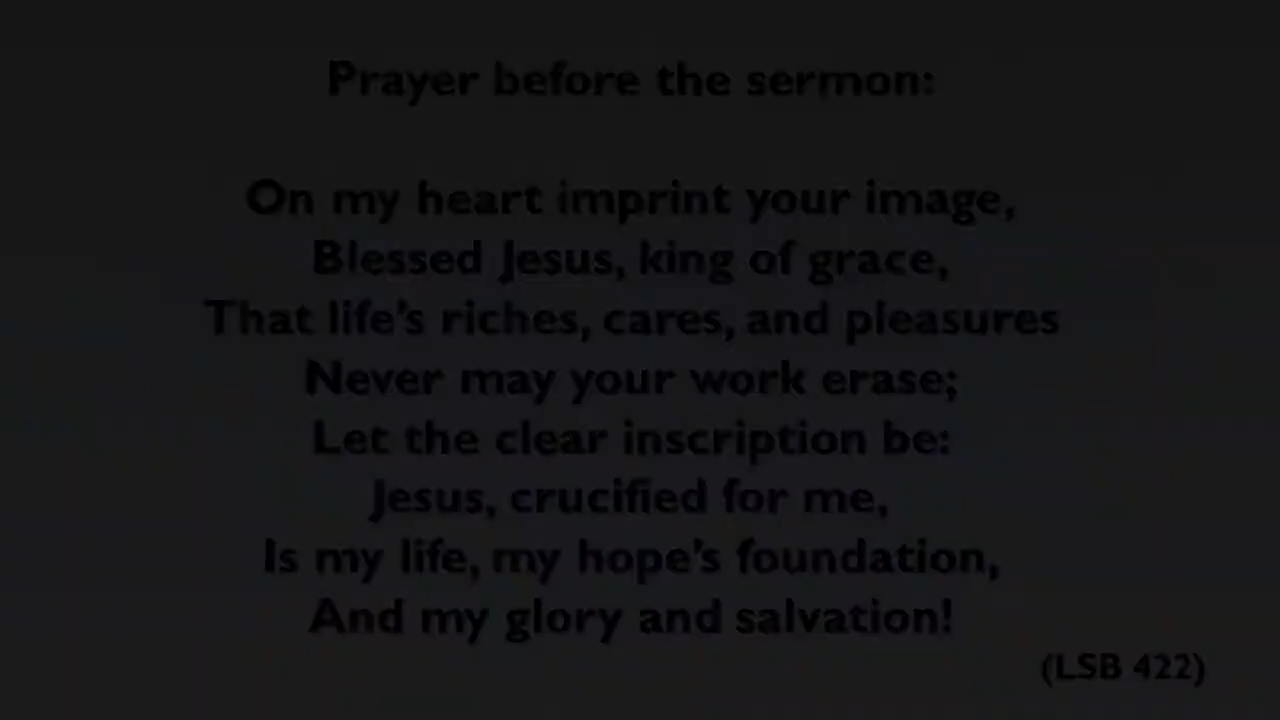 Prayer before the sermon:
On my heart imprint your image,
Blessed Jesus, king of grace,
That life's riches, cares, and pleasures
Never may your work erase;
Let the clear inscription be:
Jesus, crucified for me,
Is my life, my hope's foundation,
And my glory and salvation!
(LSB 422)